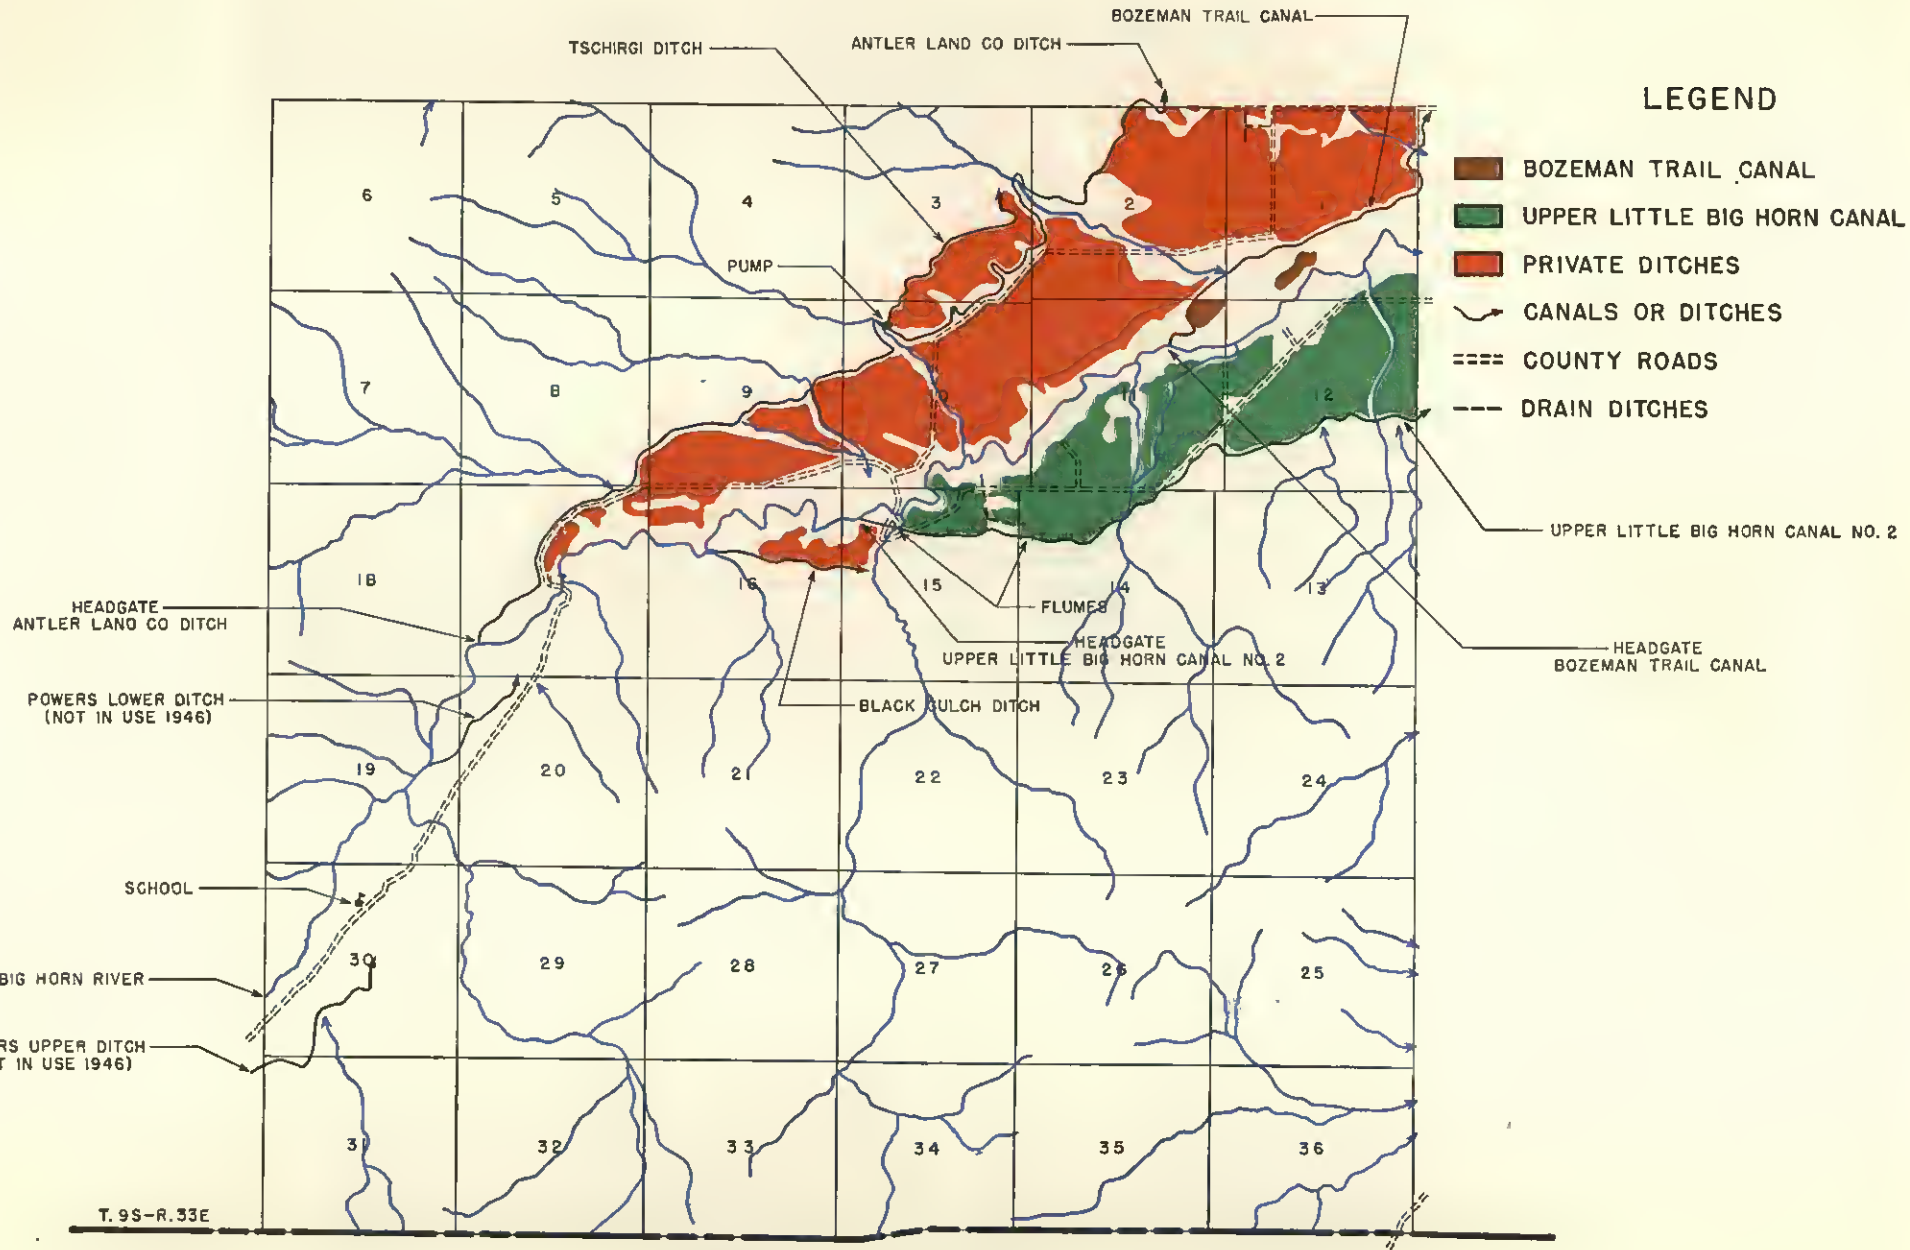 BOZEMAN TRAIL CANAL
ANTLER LAND CO DITCH
TSCHIRGI DITCH
LEGEND
BOZEMAN TRAIL CANAL
UPPER LITTLE BIG HORN CANAL
PRIVATE DITCHES
CANALS OR DITCHES
COUNTY ROADS
DRAIN DITCHES
6
5
4
3
2
1
PUMP
7
8
9
10
11
12
UPPER LITTLE BIG HORN CANAL NO. 2
18
16
15
14
13
HEADGATE
ANTLER LAND CO DITCH
FLUMES
HEADGATE
UPPER LITTLE BIG HORN CANAL NO. 2
HEADGATE
BOZEMAN TRAIL CANAL
POWERS LOWER DITCH
(NOT IN USE 1946)
BLACK GULCH DITCH
19
20
21
22
23
24
SCHOOL
30
29
28
27
26
25
BIG HORN RIVER
RS UPPER DITCH
T IN USE 1946)
31
32
33
34
35
36
T. 9S-R. 33E